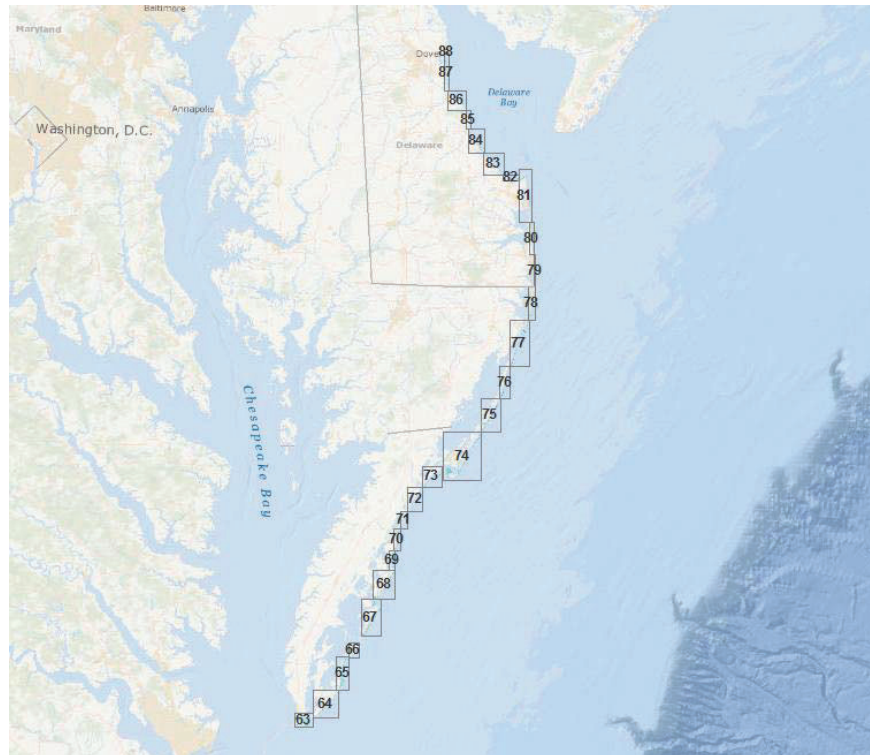 Baltimore
Maryland
88
Dover
87
Delaware
Bay
86
Annapolis
85
Washington, D.C.
84
Delaware
83
82
81
80
79
78
77
76
75
Chesapeake Bay
74
73
72
71
70
69
68
67
66
65
64
63